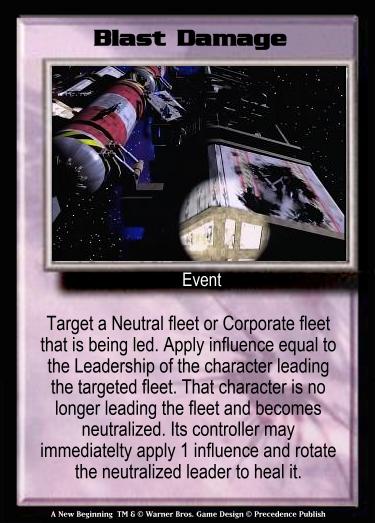 Blast Damage
Event
Target a Neutral fleet or Corporate fleet
that is being led. Apply influence equal to
the Leadership of the character leading
the targeted fleet. That character is no
longer leading the fleet and becomes
neutralized. Its controller may
immediatelty apply 1 influence and rotate
the neutralized leader to heal it.
A New Beginning TM & © Warner Bros. Game Design © Precedence Publish